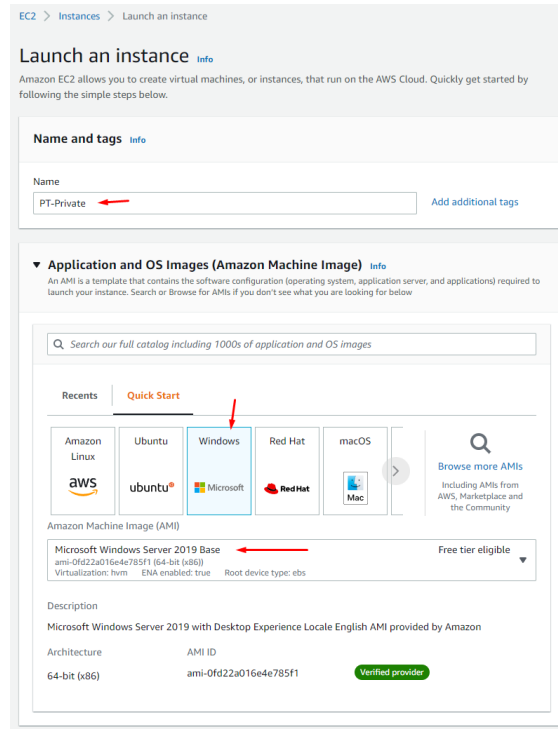 EC2 > Instances > Launch an instance
Launch an instance Info
Amazon EC2 allows you to create virtual machines, or instances, that run on the AWS Cloud. Quickly get started by
following the simple steps below.
Name and tags Info
Name
PT-Private
Add additional tags
Application and OS Images (Amazon Machine Image) Info
An AMI is a template that contains the software configuration (operating system, application server, and applications) required to
launch your instance. Search or Browse for AMIs if you don't see what you are looking for below
Search our full catalog including 1000s of application and OS images
Recents
Quick Start
Amazon
Linux
aws
Ubuntu
ubuntu®
Windows
Microsoft
Red Hat
Red Hat
macOS
Mac
Browse more AMIs
Including AMIs from
AWS, Marketplace and
the Community
Amazon Machine Image (AMI)
Microsoft Windows Server 2019 Base
Free tier eligible
ami-0fd22a016e4e785f1 (64-bit (x86))
Virtualization: hvm ENA enabled: true Root device type: ebs
Description
Microsoft Windows Server 2019 with Desktop Experience Locale English AMI provided by Amazon
Architecture
AMI ID
64-bit (x86)
ami-0fd22a016e4e785f1
Verified provider